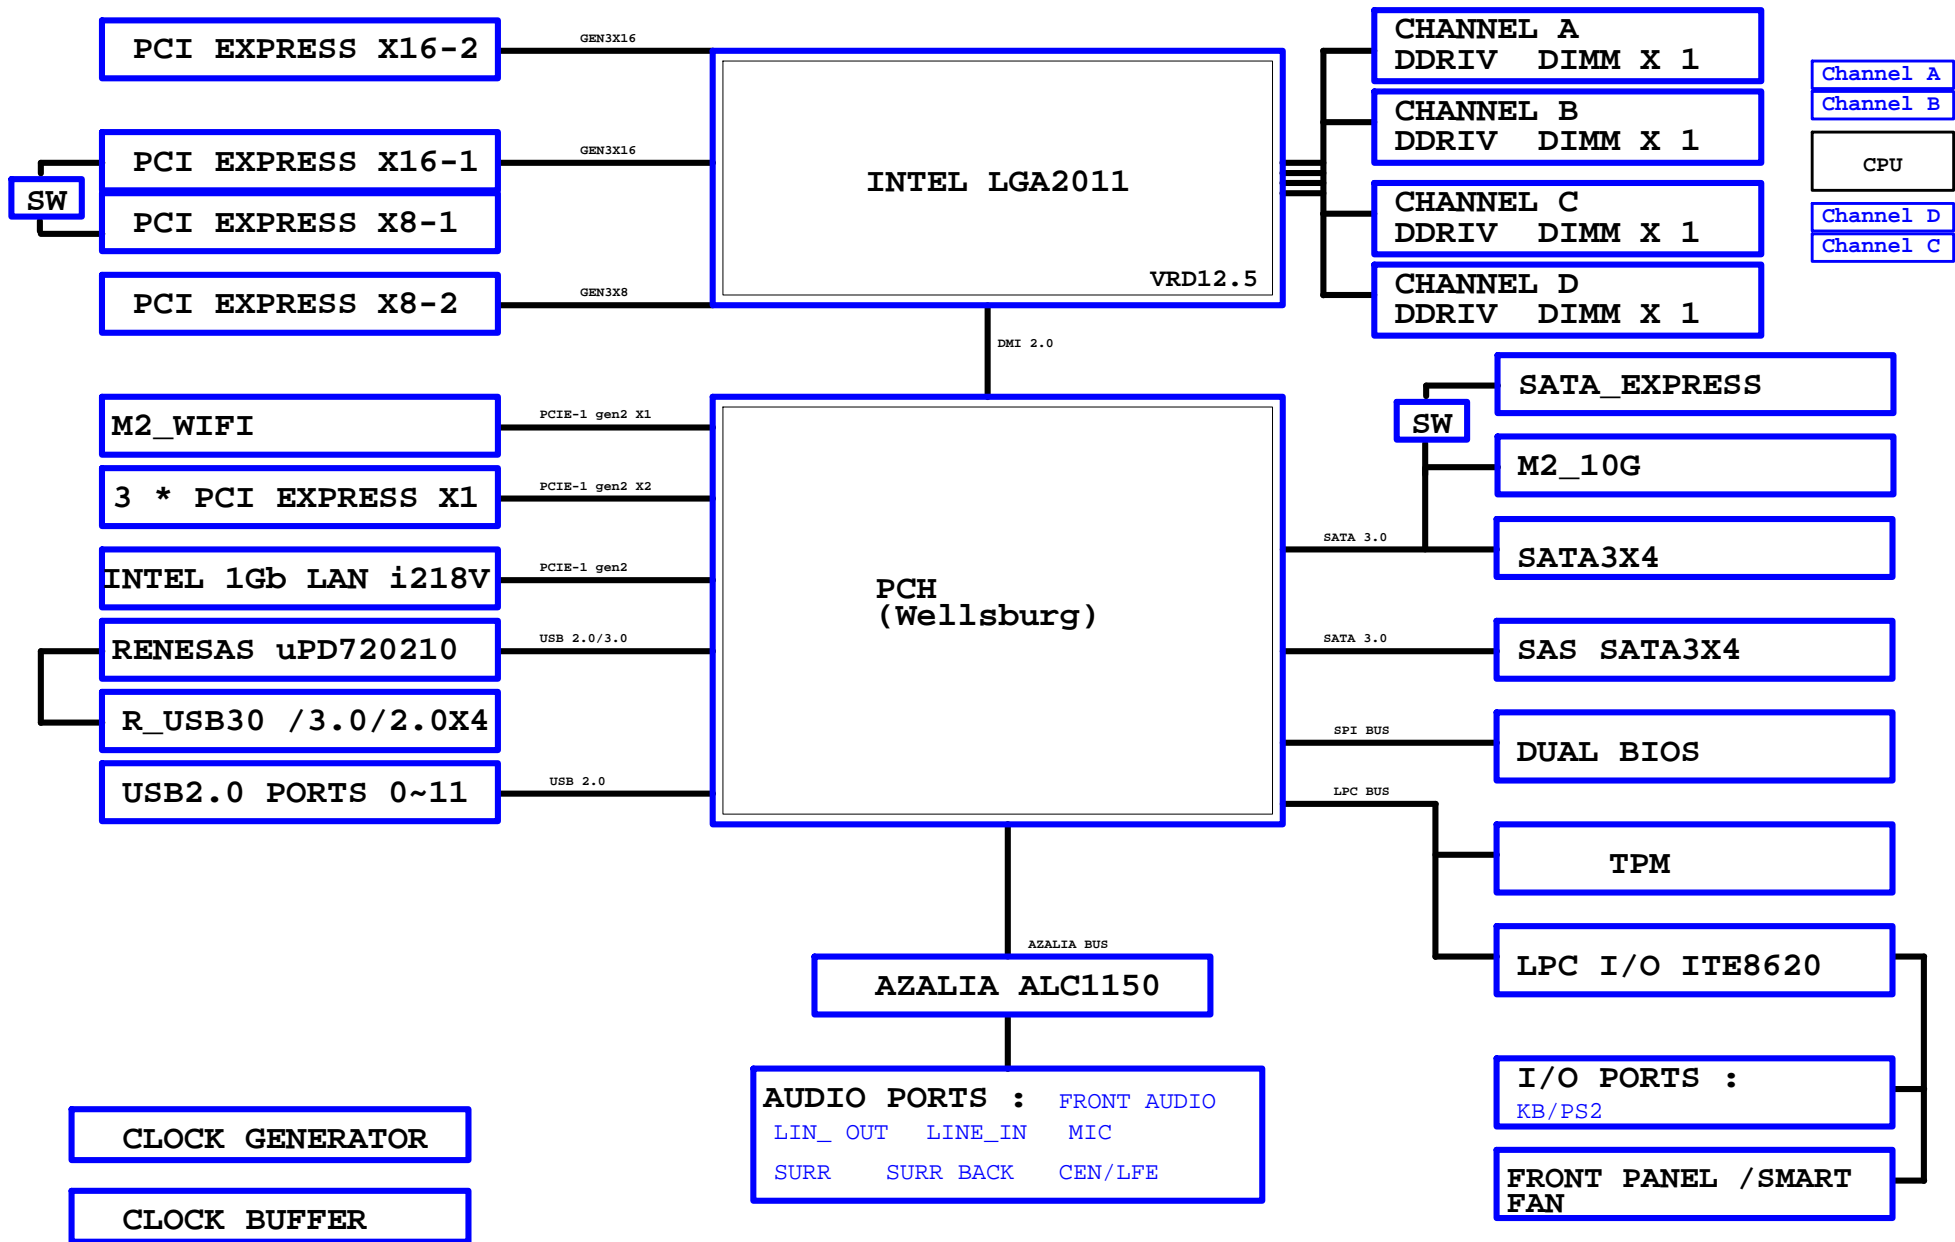 PCI EXPRESS X16-2
GEN3X16
PCI EXPRESS X16-1
GEN3X16
SW
PCI EXPRESS X8-1
PCI EXPRESS X8-2
GEN3X8
INTEL LGA2011
VRD12.5
CHANNEL A
DDRIV DIMM X 1
CHANNEL B
DDRIV DIMM X 1
CHANNEL C
DDRIV DIMM X 1
CHANNEL D
DDRIV DIMM X 1
Channel A
Channel B
CPU
Channel D
Channel C
DMI 2.0
M2_WIFI
PCIE-1 gen2 X1
3 * PCI EXPRESS X1
PCIE-1 gen2 X2
INTEL 1Gb LAN i218V
PCIE-1 gen2
RENESAS uPD720210
USB 2.0/3.0
R_USB30 /3.0/2.0X4
USB2.0 PORTS 0~11
USB 2.0
PCH
(Wellsburg)
SATA_EXPRESS
SW
M2_10G
SATA 3.0
SATA3X4
SATA 3.0
SAS SATA3X4
SPI BUS
DUAL BIOS
LPC BUS
TPM
LPC I/O ITE8620
I/O PORTS :
KB/PS2
FRONT PANEL /SMART
FAN
AZALIA BUS
AZALIA ALC1150
AUDIO PORTS : FRONT AUDIO
LIN_ OUT LINE_IN MIC
SURR SURR BACK CEN/LFE
CLOCK GENERATOR
CLOCK BUFFER